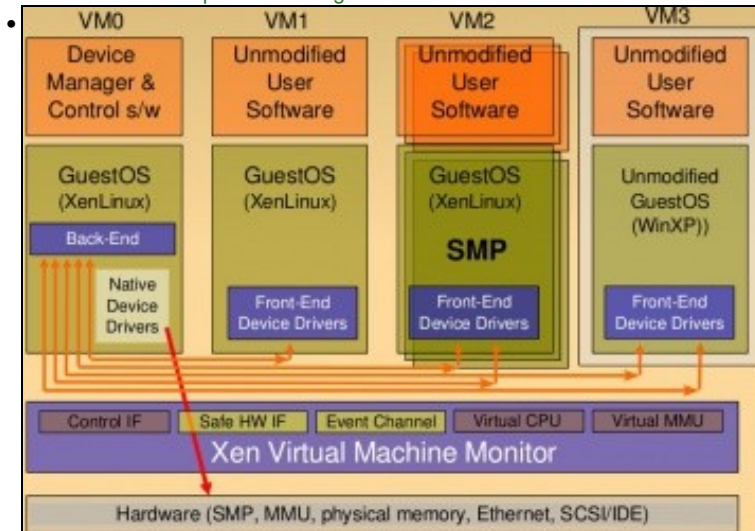 VM0
VM1
VM2
VM3
Device
Manager &
Control s/w
Unmodified
User
Software
Unmodified
User
Software
Unmodified
User
Software
GuestOS
(XenLinux)
Back-End
Native
Device
Drivers
GuestOS
(XenLinux)
Front-End
Device Drivers
GuestOS
(XenLinux)
SMP
Front-End
Device Drivers
Unmodified
GuestOS
(WinXP))
Front-End
Device Drivers
Control IF
Safe HW IF
Event Channel
Virtual CPU
Virtual MMU
Xen Virtual Machine Monitor
Hardware (SMP, MMU, physical memory, Ethernet, SCSI/IDE)